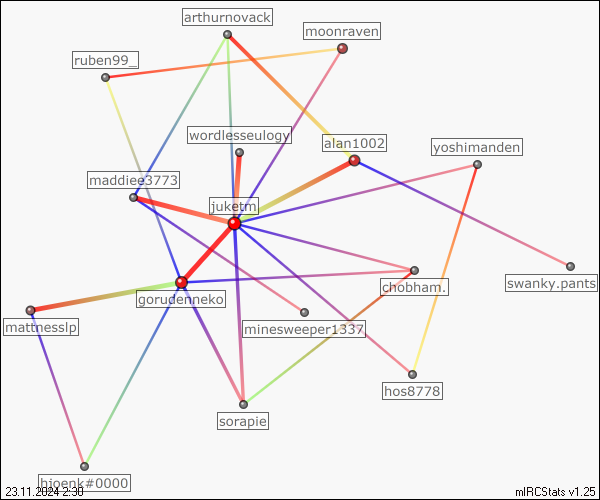 arthurnovack
moonraven
ruben99_
wordlesseulogy
alan1002
yoshimanden
maddiee3773
juketm
swanky.pants
chobham.
gorudenneko
mattnesslp
minesweeper1337
hos8778
sorapie
hjoenk#0000
23.11.2024 2:30
mIRCStats v1.25